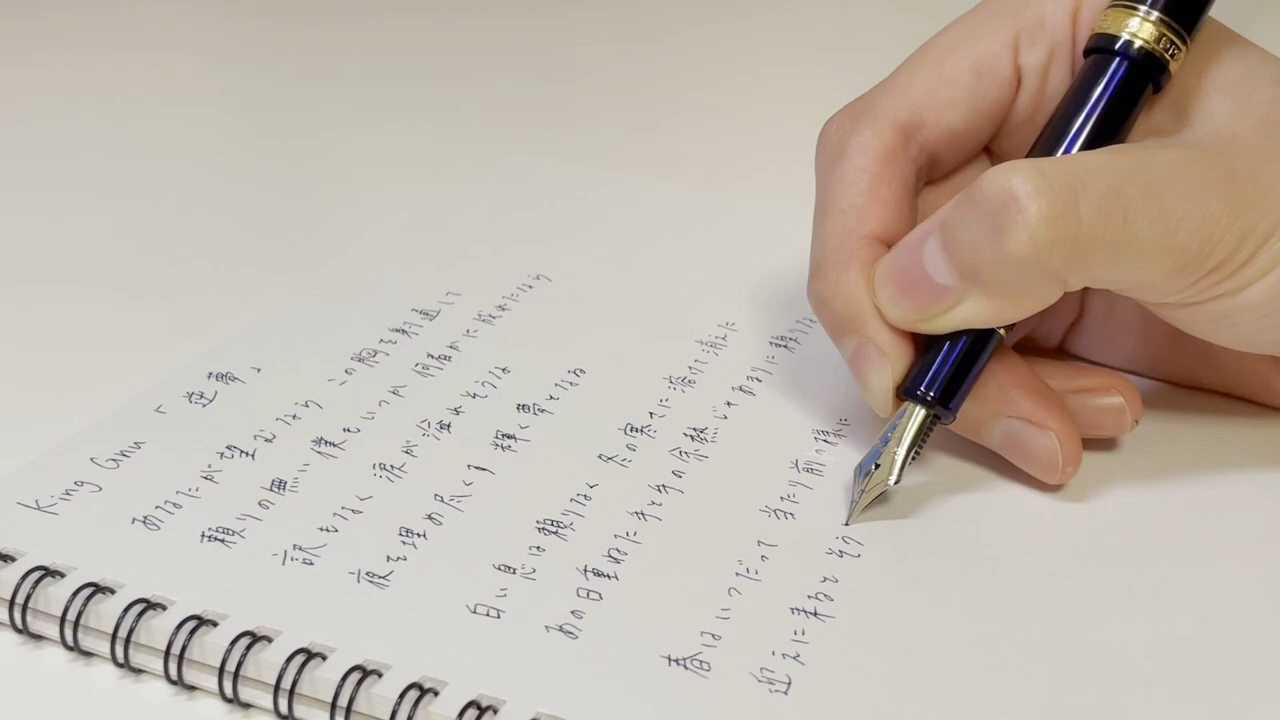 King Gnu 「逆夢」
あなたが望むなら この胸を射通して
頼りの無い僕もいつか 何者かに成れたなら
訳もなく 涙が溢れそうな
夜を埋め尽くす 輝く夢となる
白い息は頼りなく 冬の寒さに溶けて消えた
あの日重ねた手と手の余熱じゃあまりに頼りな
春はいつだって 当たり前の様に
迎えに来ると そう